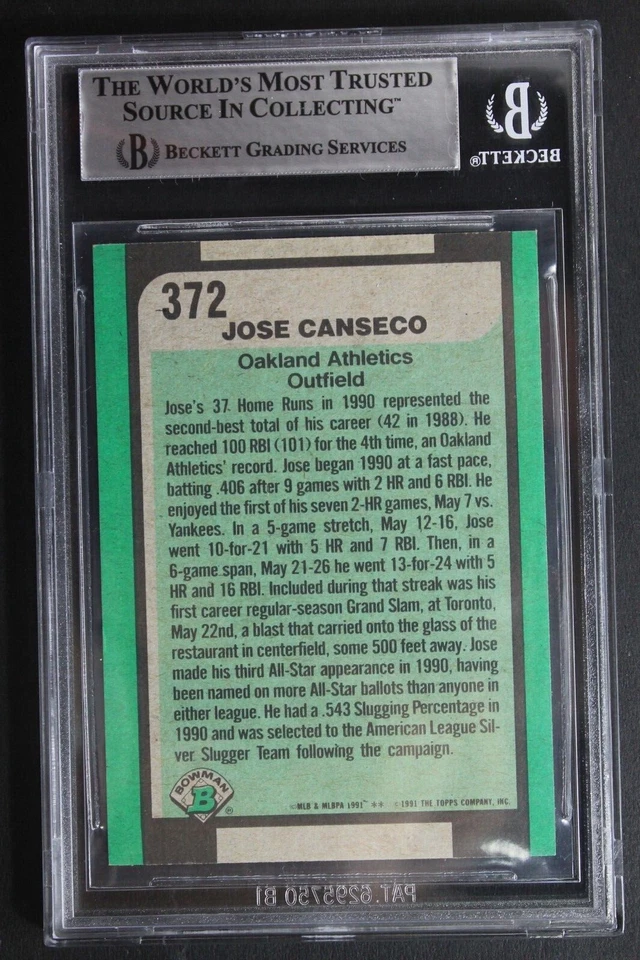 THE WORLD'S MOST TRUSTED
SOURCE IN COLLECTING™
B BECKETT GRADING SERVICES
B
BECKETT®
372
JOSE CANSECO
Oakland Athletics
Outfield
Jose's 37 Home Runs in 1990 represented the
second-best total of his career (42 in 1988). He
reached 100 RBI (101) for the 4th time, an Oakland
Athletics' record. Jose began 1990 at a fast pace,
batting .406 after 9 games with 2 HR and 6 RBI. He
enjoyed the first of his seven 2-HR games, May 7 vs.
Yankees. In a 5-game stretch, May 12-16, Jose
went 10-for-21 with 5 HR and 7 RBI. Then, in a
6-game span, May 21-26 he went 13-for-24 with 5
HR and 16 RBI. Included during that streak was his
first career regular-season Grand Slam, at Toronto,
May 22nd, a blast that carried onto the glass of the
restaurant in centerfield, some 500 feet away. Jose
made his third All-Star appearance in 1990, having
been named on more All-Star ballots than anyone in
either league. He had a .543 Slugging Percentage in
1990 and was selected to the American League Sil-
ver Slugger Team following the campaign.
BOWMAN
B
®
©MLB & MLBPA 1991 ** ©1991 THE TOPPS COMPANY, INC.
PAT. 6295750 B1